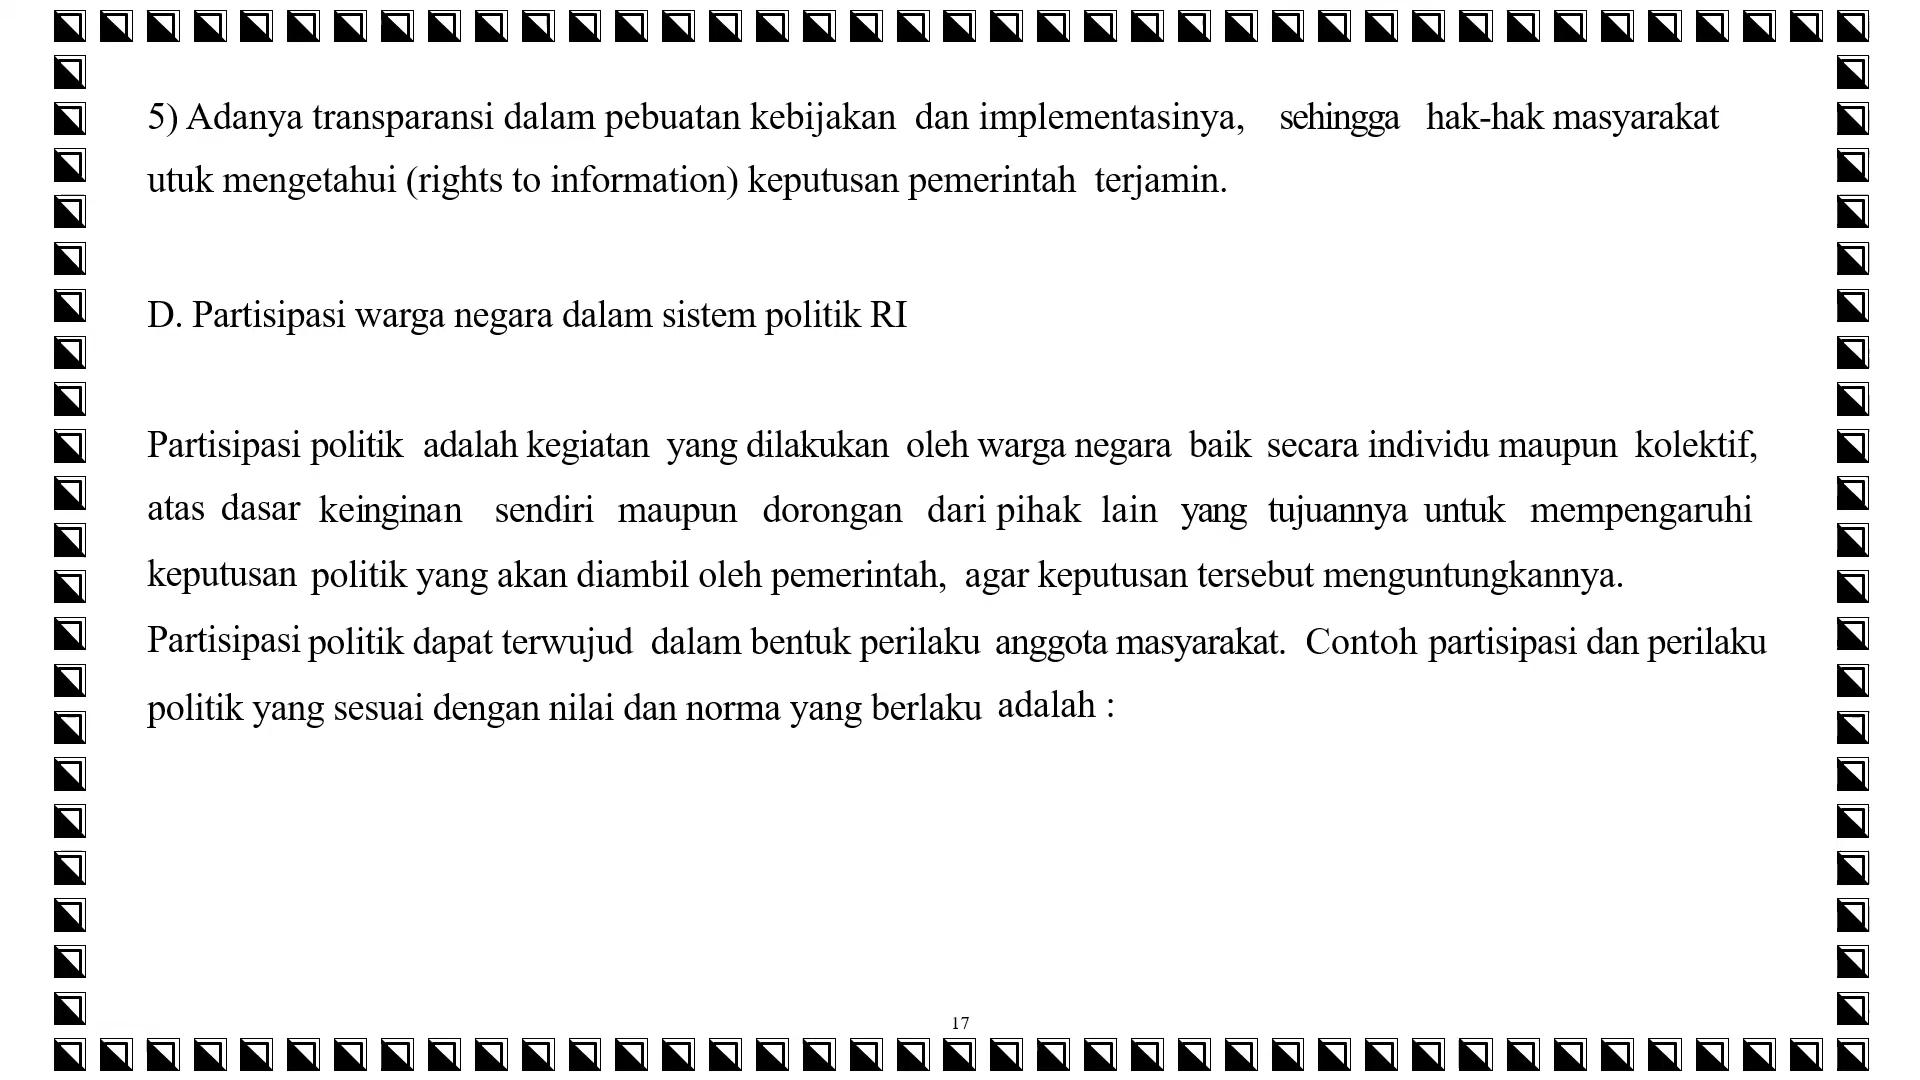 5) Adanya transparansi dalam pebuatan kebijakan dan implementasinya, sehingga hak-hak masyarakat
utuk mengetahui (rights to information) keputusan pemerintah terjamin.
D. Partisipasi warga negara dalam sistem politik RI
Partisipasi politik adalah kegiatan yang dilakukan oleh warga negara baik secara individu maupun kolektif,
atas dasar keinginan sendiri maupun dorongan dari pihak lain yang tujuannya untuk mempengaruhi
keputusan politik yang akan diambil oleh pemerintah, agar keputusan tersebut menguntungkannya.
Partisipasi politik dapat terwujud dalam bentuk perilaku anggota masyarakat. Contoh partisipasi dan perilaku
politik yang sesuai dengan nilai dan norma yang berlaku adalah :
17